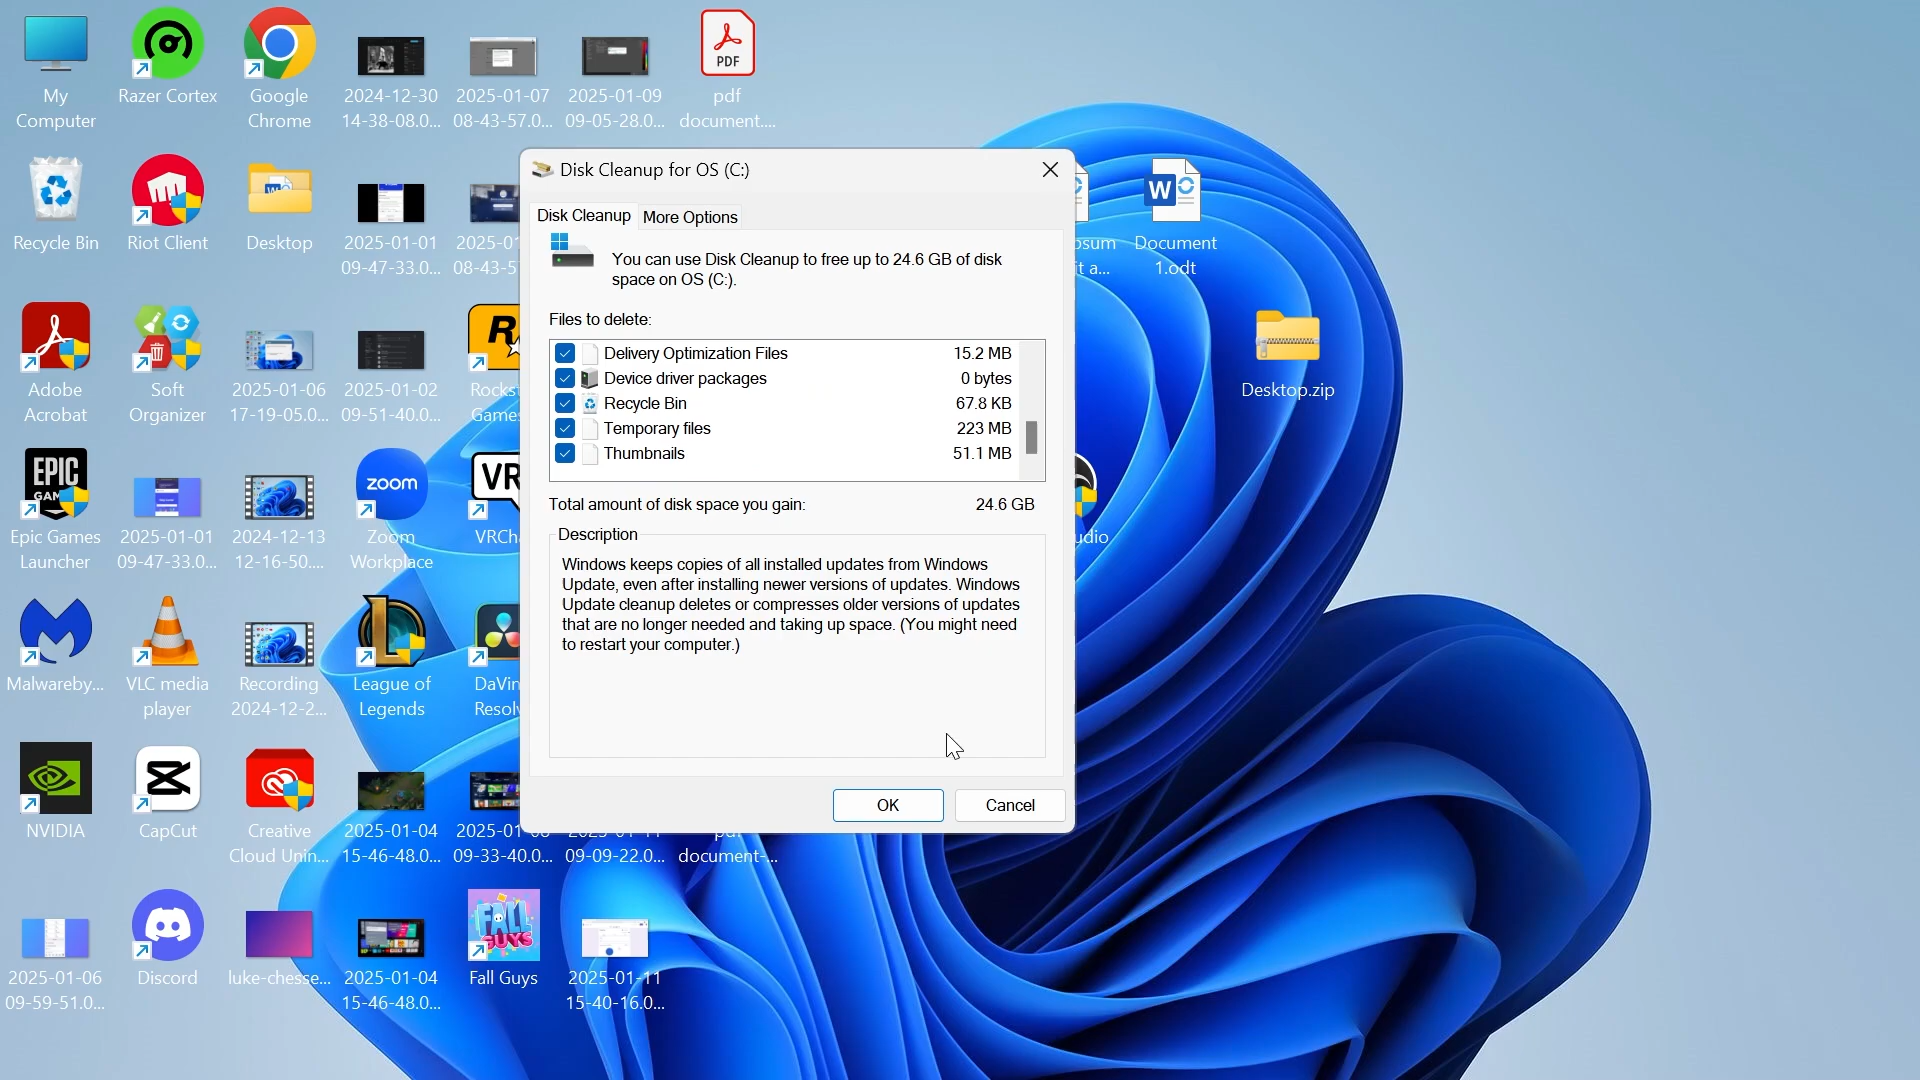 My
Computer
Razer Cortex
Google
Chrome
2024-12-30
14-38-08.0...
2025-01-07
08-43-57.0...
2025-01-09
09-05-28.0...
PDF
pdf
document....
Recycle Bin
Riot Client
Desktop
2025-01-01
09-47-33.0...
2025-01
08-43-5
W
Document
1.odt
Adobe
Acrobat
Soft
Organizer
2025-01-06
17-19-05.0...
2025-01-02
09-51-40.0...
R
Rockst
Games
Desktop.zip
EPIC
GAM
Epic Games
Launcher
2025-01-01
09-47-33.0...
2024-12-13
12-16-50....
zoom
Zoom
Workplace
VR
VRCha
udio
Malwareby...
VLC media
player
Recording
2024-12-2...
League of
Legends
DaVin
Resol
NVIDIA
CapCut
Creative
Cloud Unin...
2025-01-04
15-46-48.0...
09-33-40.0...
09-09-22.0...
document-...
2025-01-06
09-59-51.0...
Discord
luke-chesse...
2025-01-04
15-46-48.0...
FALL
GUYS
Fall Guys
2025-01-11
15-40-16.0...
Disk Cleanup for OS (C:)
Disk Cleanup
More Options
You can use Disk Cleanup to free up to 24.6 GB of disk
space on OS (C:).
Files to delete:
Delivery Optimization Files 15.2 MB
Device driver packages 0 bytes
Recycle Bin 67.8 KB
Temporary files 223 MB
Thumbnails 51.1 MB
Total amount of disk space you gain: 24.6 GB
Description
Windows keeps copies of all installed updates from Windows
Update, even after installing newer versions of updates. Windows
Update cleanup deletes or compresses older versions of updates
that are no longer needed and taking up space. (You might need
to restart your computer.)
OK
Cancel